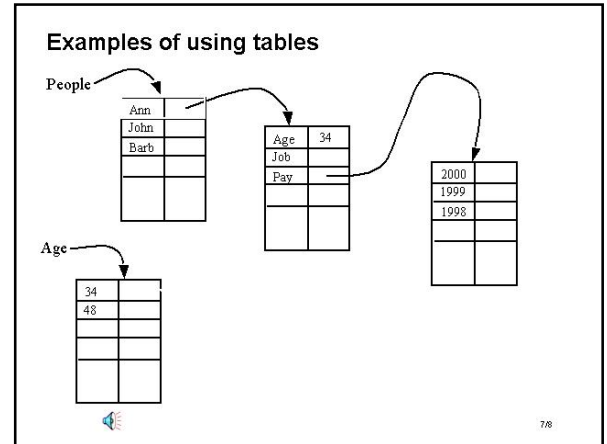 Examples of using tables
People
Ann
John
Barb
Age 34
Job
Pay
2000
1999
1998
Age
34
48
7/8